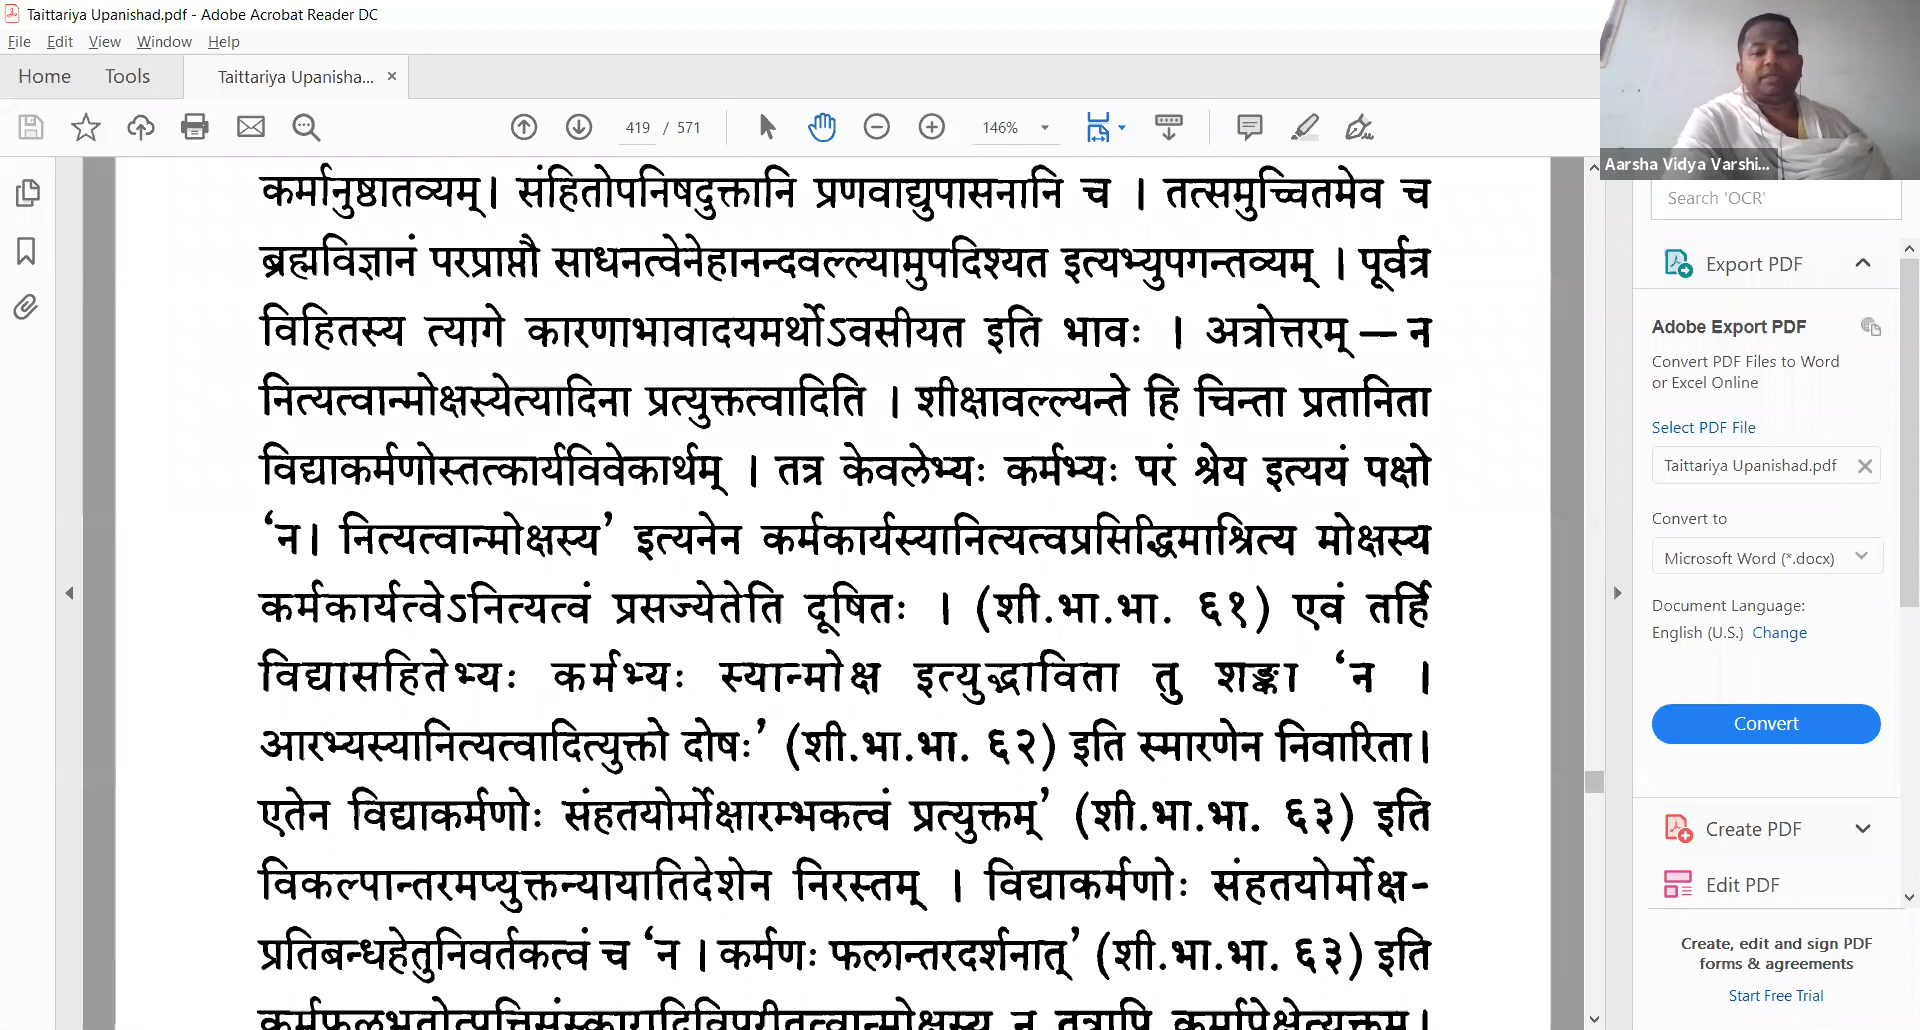 Taittariya Upanishad.pdf - Adobe Acrobat Reader DC
File Edit View Window Help
Home Tools Taittariya Upanisha... ×
419 / 571 146%
Aarsha Vidya Varshi...
कर्मानुष्ठातव्यम्। संहितोपनिषदुक्तानि प्रणवाद्युपासनानि च । तत्समुच्चितमेव च
ब्रह्मविज्ञानं परप्राप्तौ साधनत्वेनेहानन्दवल्ल्यामुपदिश्यत इत्यभ्युपगन्तव्यम् । पूर्वत्र
विहितस्य त्यागे कारणाभावादयमर्थोऽवसीयत इति भावः । अत्रोत्तरम् — न
नित्यत्वान्मोक्षस्येत्यादिना प्रत्युक्तत्वादिति । शीक्षावल्ल्यन्ते हि चिन्ता प्रतानिता
विद्याकर्मणोस्तत्कार्यविवेकार्थम् । तत्र केवलेभ्यः कर्मभ्यः परं श्रेय इत्ययं पक्षो
‘न। नित्यत्वान्मोक्षस्य’ इत्यनेन कर्मकार्यस्यानित्यत्वप्रसिद्धिमाश्रित्य मोक्षस्य
कर्मकार्यत्वेऽनित्यत्वं प्रसज्येतेति दूषितः । (शी.भा.भा. ६१) एवं तर्हि
विद्यासहितेभ्यः कर्मभ्यः स्यान्मोक्ष इत्युद्भाविता तु शङ्का ‘न ।
आरभ्यस्यानित्यत्वादित्युक्तो दोषः’ (शी.भा.भा. ६२) इति स्मारणेन निवारिता।
एतेन विद्याकर्मणोः संहतयोर्मोक्षारम्भकत्वं प्रत्युक्तम्’ (शी.भा.भा. ६३) इति
विकल्पान्तरमप्युक्तन्यायातिदेशेन निरस्तम् । विद्याकर्मणोः संहतयोर्मोक्ष-
प्रतिबन्धहेतुनिवर्तकत्वं च ‘न । कर्मणः फलान्तरदर्शनात्’ (शी.भा.भा. ६३) इति
कर्मफलभूतोत्पत्तिसंस्कारादिविपरीतत्वान्मोक्षस्य न तत्रापि कर्मापेक्षेत्युक्तम्।
Search 'OCR'
Export PDF
Adobe Export PDF
Convert PDF Files to Word
or Excel Online
Select PDF File
Taittariya Upanishad.pdf
Convert to
Microsoft Word (*.docx)
Document Language:
English (U.S.) Change
Convert
Create PDF
Edit PDF
Create, edit and sign PDF
forms & agreements
Start Free Trial